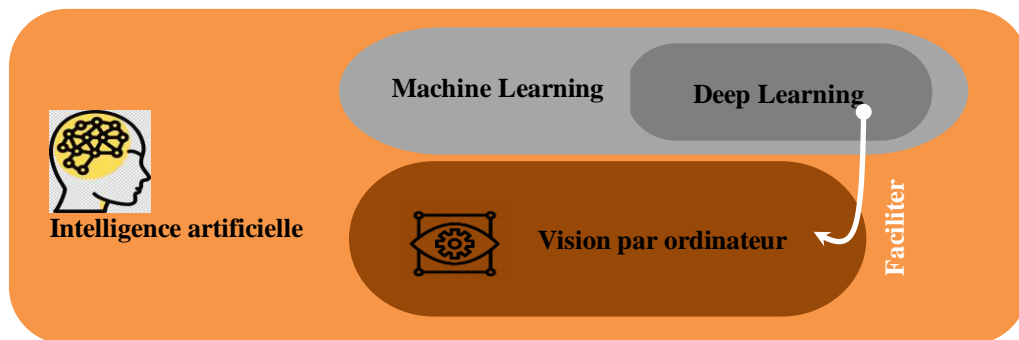 Machine Learning
Deep Learning
Intelligence artificielle
Vision par ordinateur
Faciliter